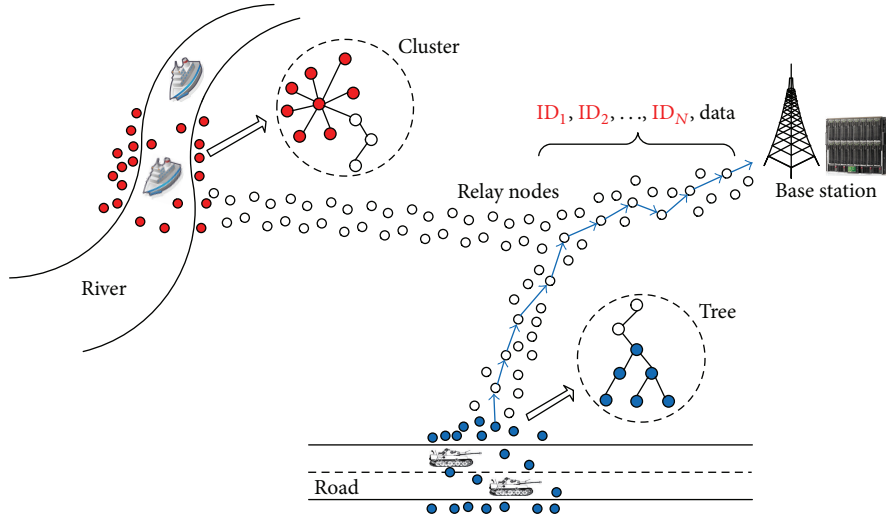 Cluster
ID1, ID2, …, IDN, data
Relay nodes
Base station
River
Tree
Road